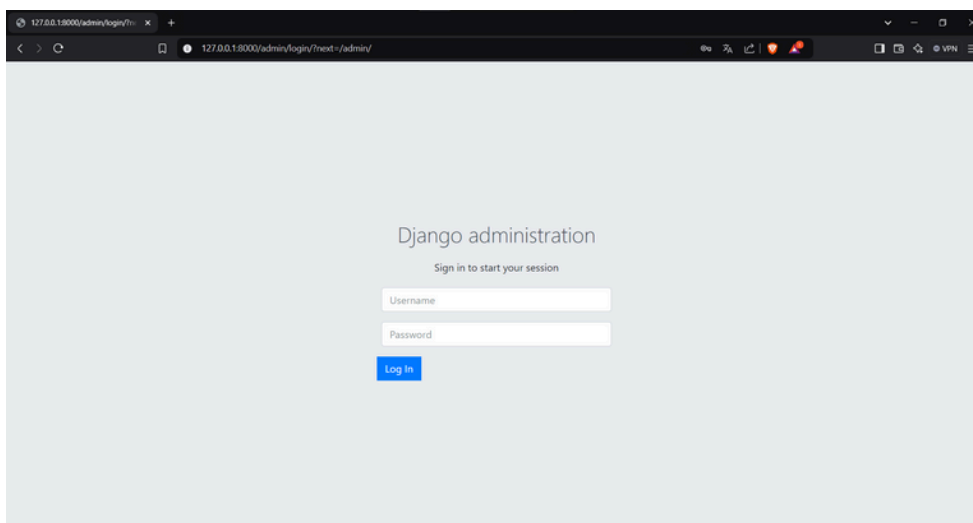 127.0.0.1:8000/admin/login/?n
127.0.0.1:8000/admin/login/?next=/admin/
VPN
Django administration
Sign in to start your session
Username
Password
Log In